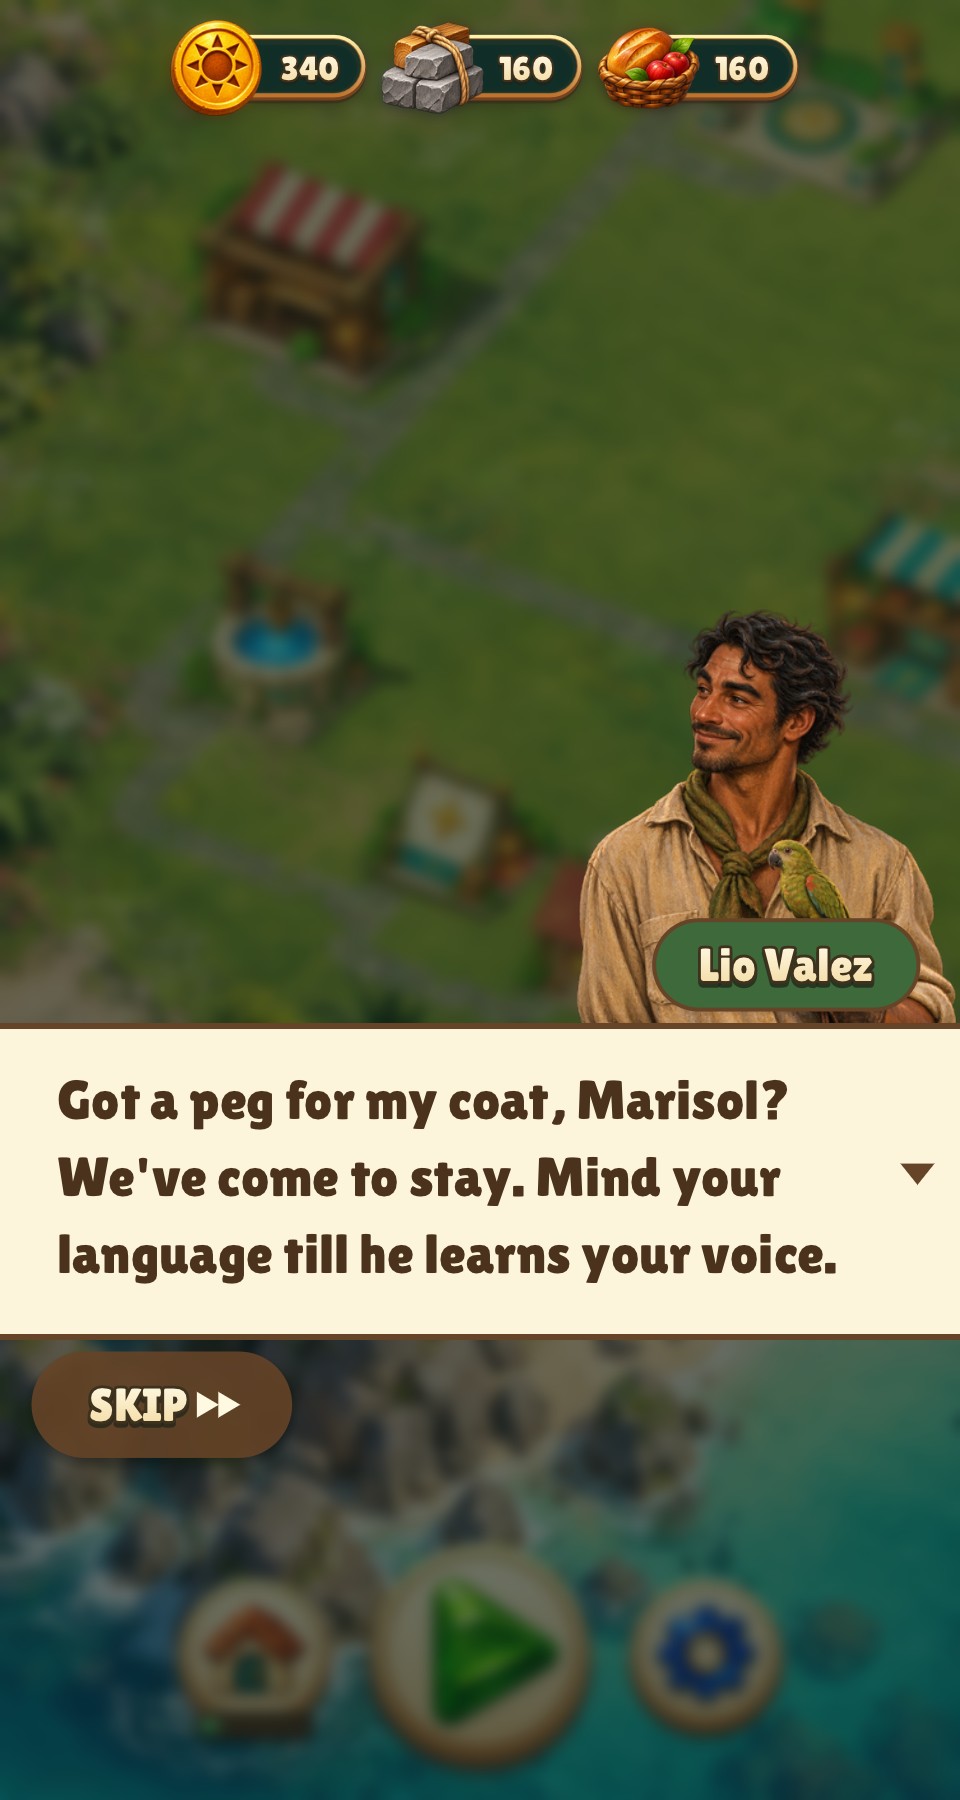 340
160
160
Lio Valez
Got a peg for my coat, Marisol?
We've come to stay. Mind your
language till he learns your voice.
SKIP